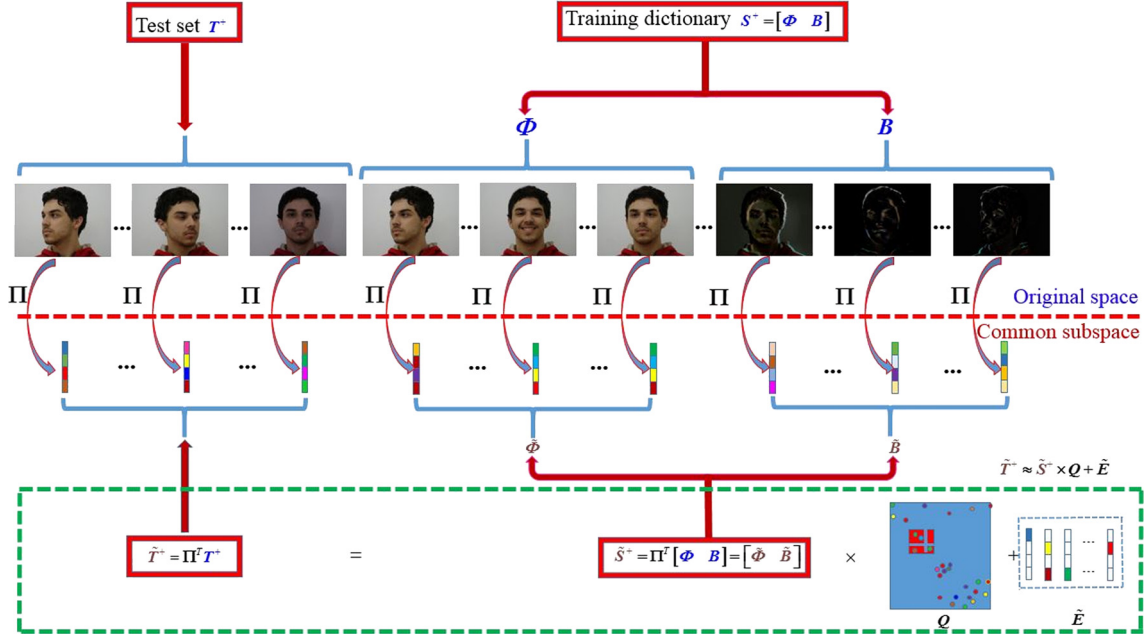 Test set T⁺
Training dictionary S⁺ = [Φ B]
Φ B
... ... ... ... ... ... ...
Π Π Π Π Π Π Π Π Π
Original space
Common subspace
... ... ... ... ... ...
Φ̃ B̃
T̃⁺ ≈ S̃⁺ × Q + Ẽ
T̃⁺ = Πᵀ T⁺ = S̃⁺ = Πᵀ [Φ B] = [Φ̃ B̃] × +
... ...
Q Ẽ